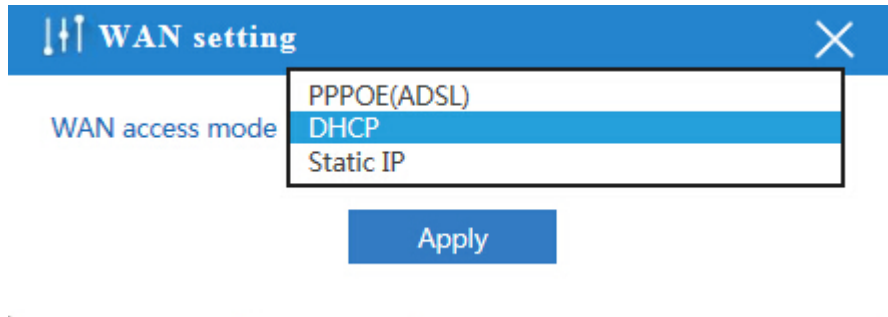 WAN setting
PPPOE(ADSL)
WAN access mode DHCP
Static IP
Apply